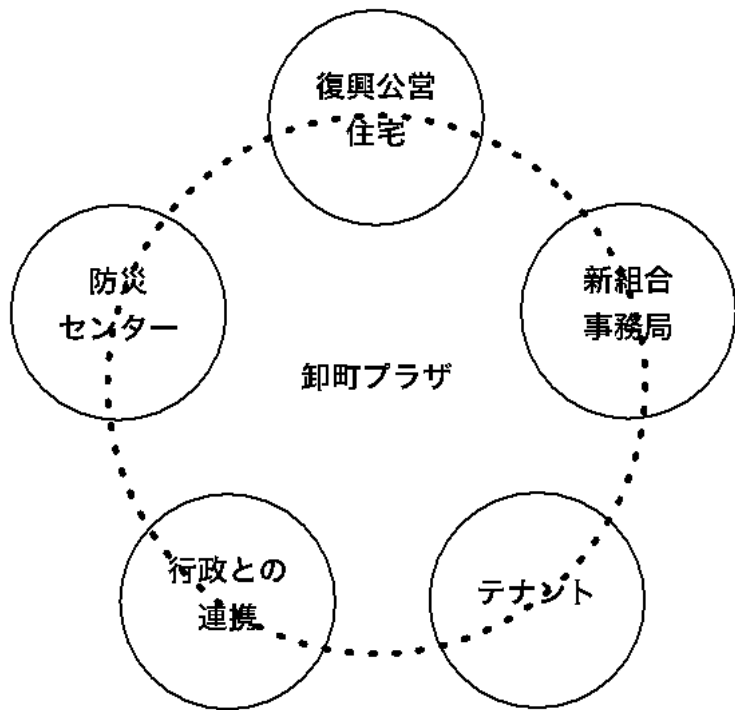 復興公営
住宅
防災
センター
新組合
事務局
卸町プラザ
行政との
連携
テナント